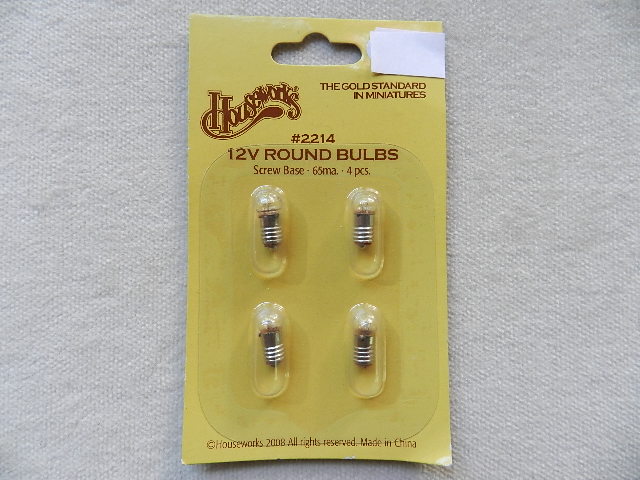 Houseworks
THE GOLD STANDARD
IN MINIATURES
#2214
12V ROUND BULBS
Screw Base · 65ma. · 4 pcs.
©Houseworks 2008 All rights reserved. Made in China